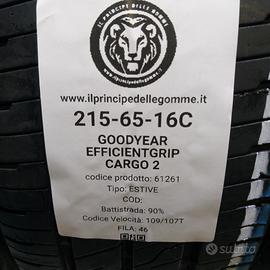 IL PRINCIPE DELLE GOMME
www.ilprincipedellegomme.it
215-65-16C
GOODYEAR
EFFICIENTGRIP
CARGO 2
codice prodotto: 61261
Tipo: ESTIVE
COD:
Battistrada: 90%
Codice Velocità: 109/107T
FILA: 46
subito